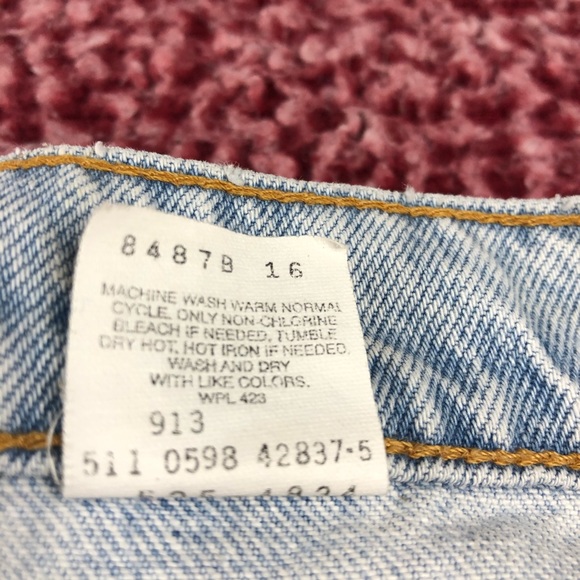 8487B 16
MACHINE WASH WARM NORMAL
CYCLE. ONLY NON-CHLORINE
BLEACH IF NEEDED, TUMBLE
DRY HOT. HOT IRON IF NEEDED,
WASH AND DRY
WITH LIKE COLORS.
WPL 423
913
511 0598 42837-5